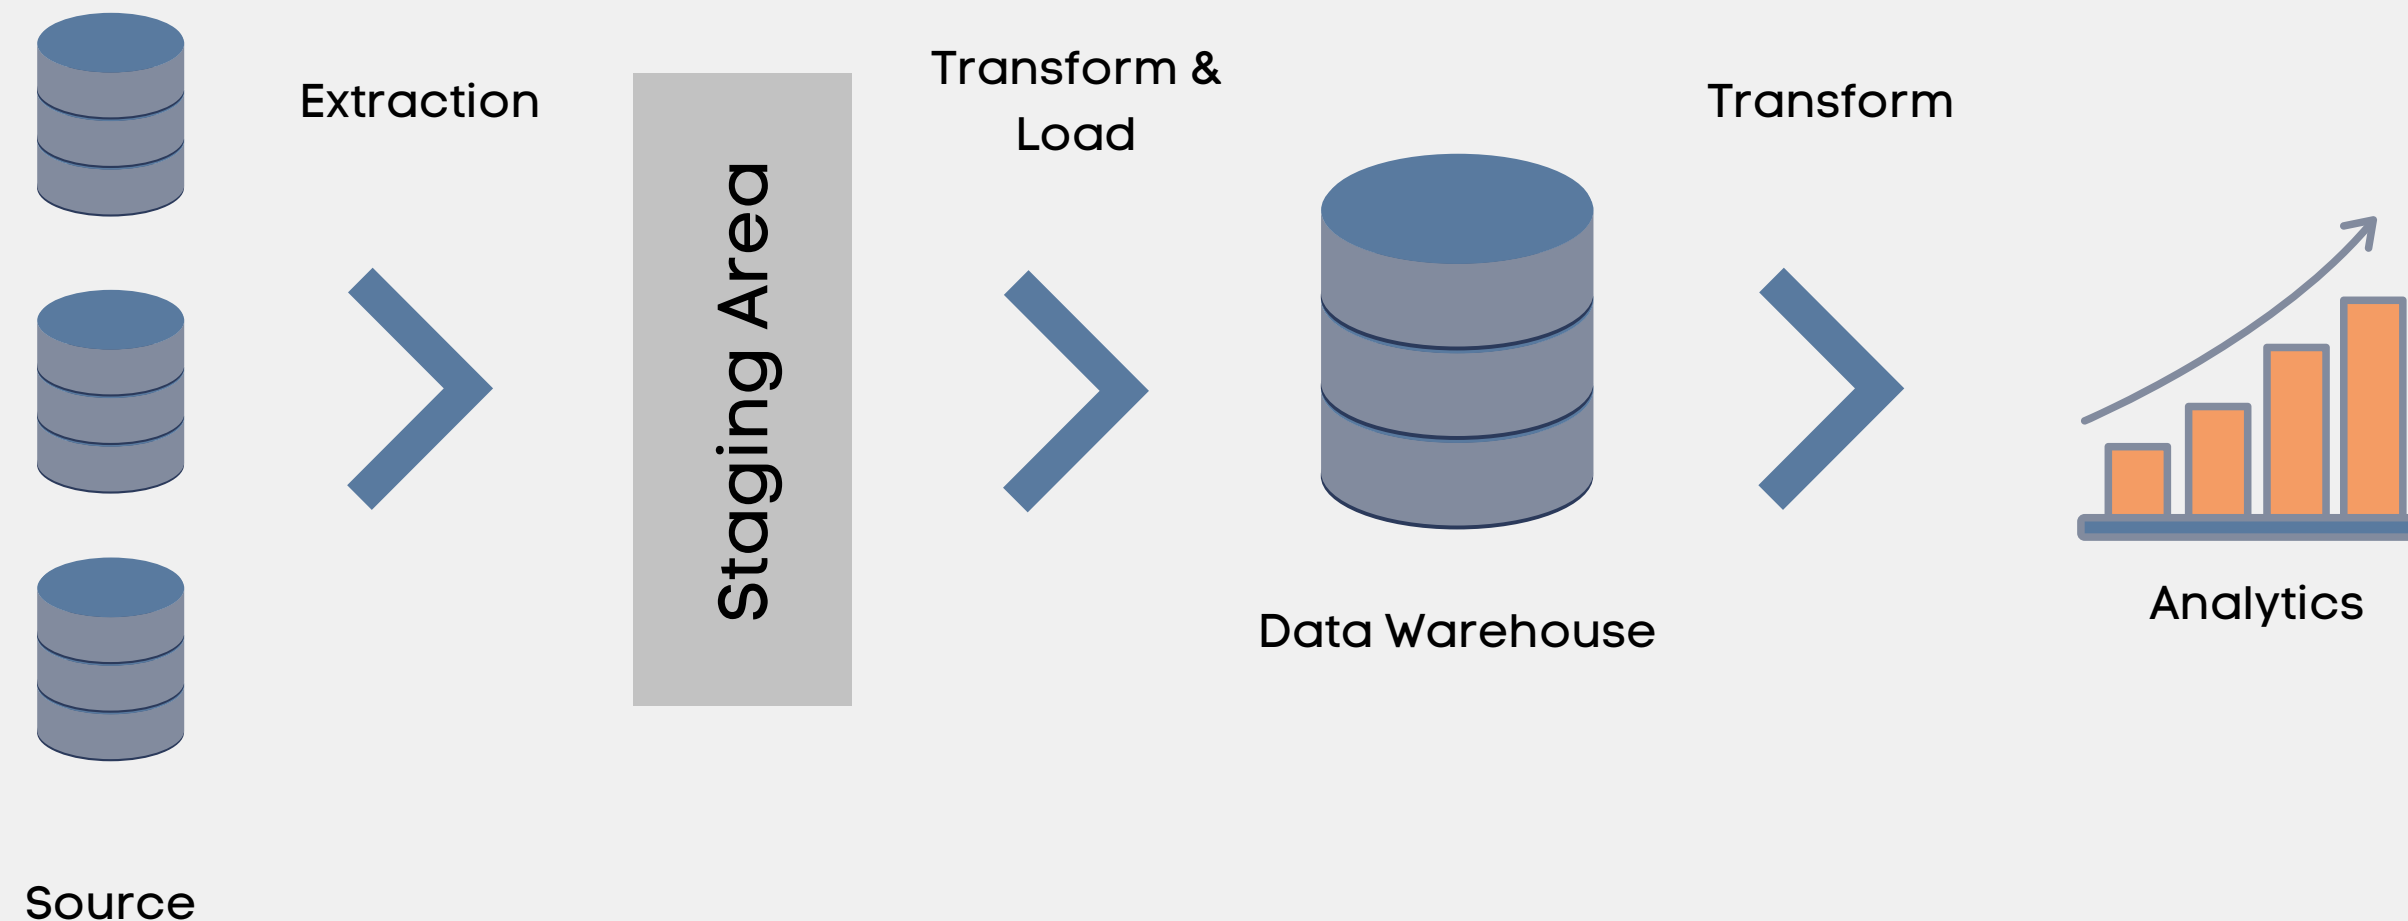 Extraction
Staging Area
Transform &
Load
Transform
Data Warehouse
Analytics
Source